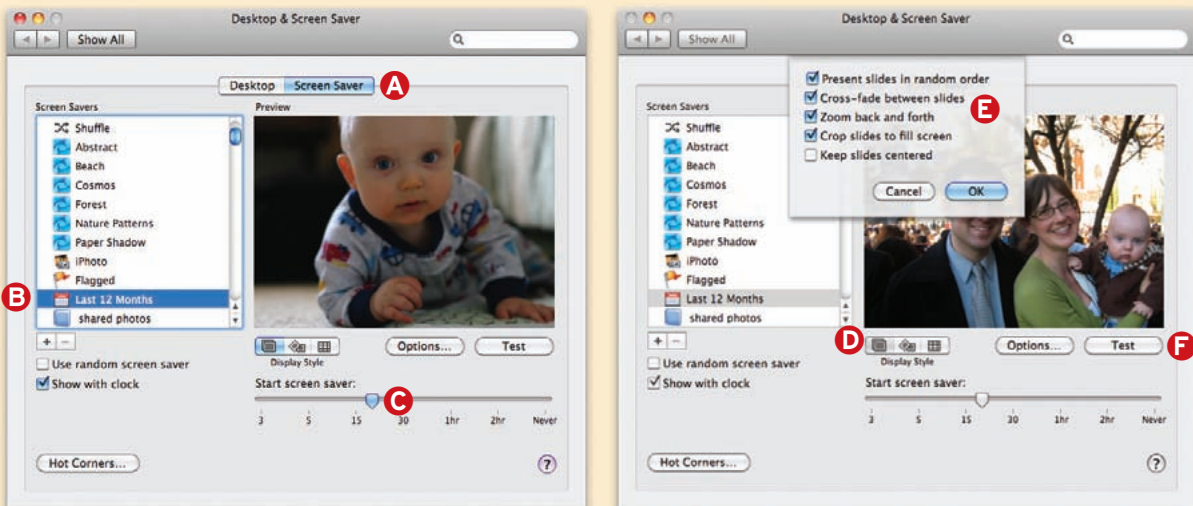 Desktop & Screen Saver
Show All
Desktop Screen Saver A
Screen Savers
Preview
Shuffle
Abstract
Beach
Cosmos
Forest
Nature Patterns
Paper Shadow
iPhoto
Flagged
B Last 12 Months
shared photos
+ −
Use random screen saver
Show with clock
Display Style
Options...
Test
Start screen saver:
C
3 5 15 30 1hr 2hr Never
Hot Corners...
?
Desktop & Screen Saver
Show All
Present slides in random order
Cross-fade between slides
Zoom back and forth
Crop slides to fill screen
Keep slides centered
E
Cancel OK
Screen Savers
Shuffle
Abstract
Beach
Cosmos
Forest
Nature Patterns
Paper Shadow
iPhoto
Flagged
Last 12 Months
shared photos
+ −
Use random screen saver
Show with clock
D
Display Style
Options...
Test F
Start screen saver:
3 5 15 30 1hr 2hr Never
Hot Corners...
?